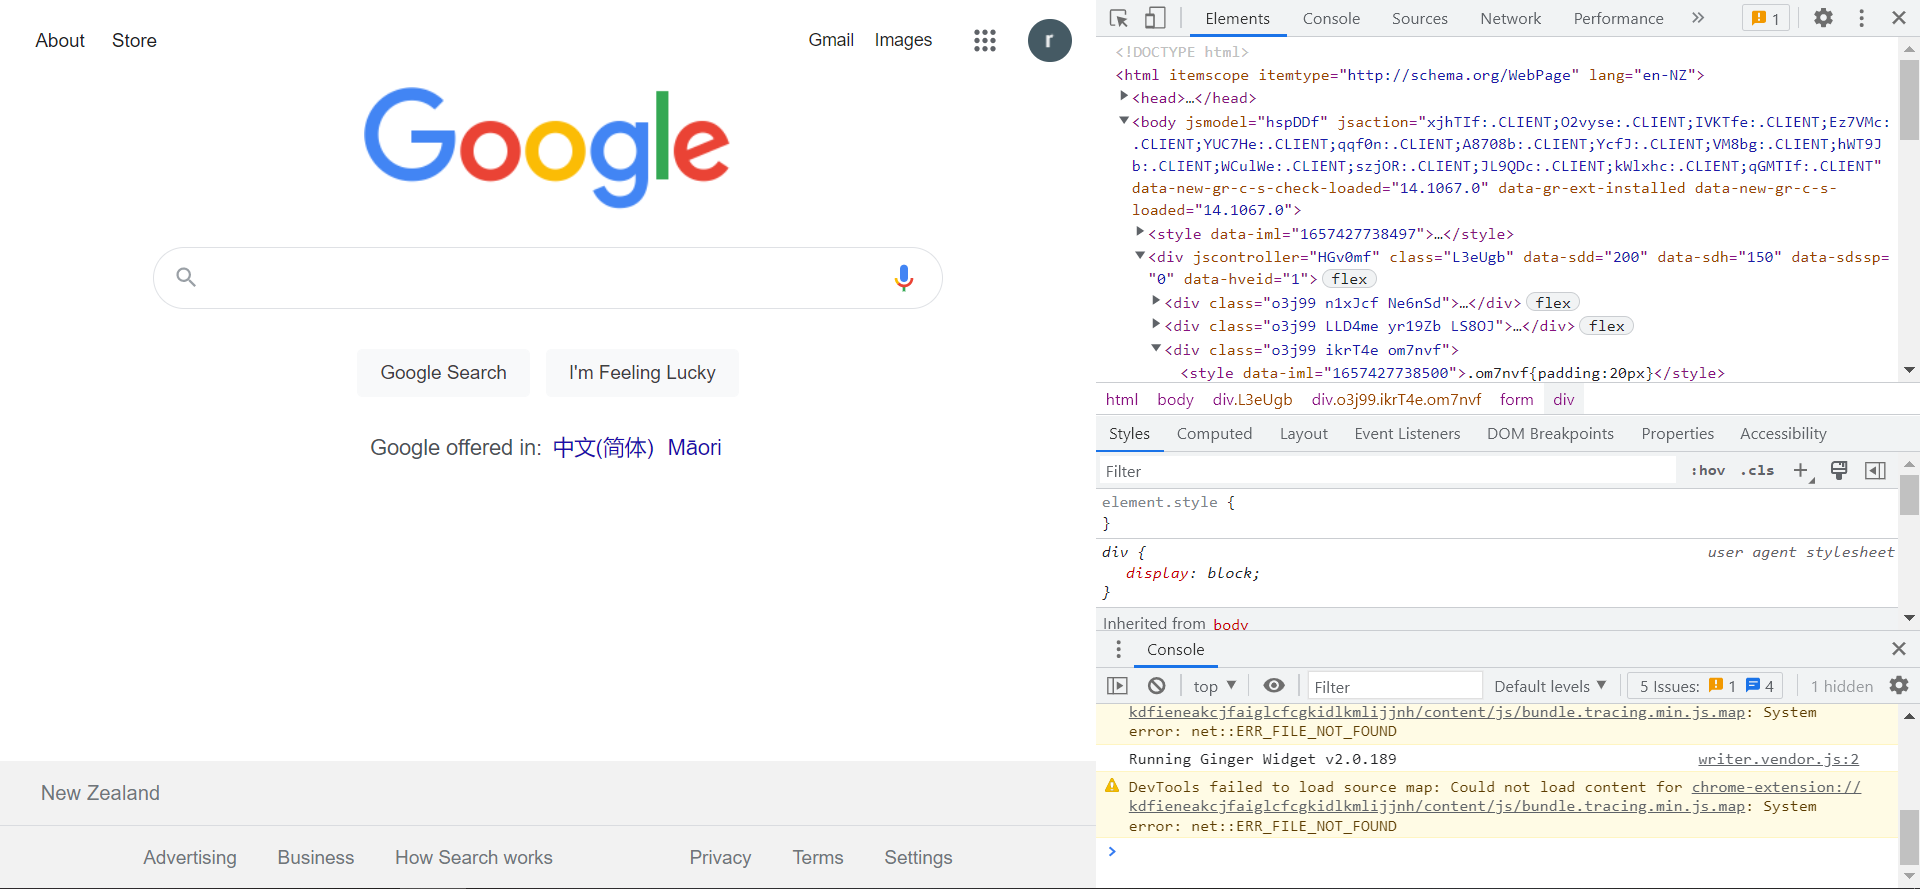 About Store Gmail Images r
Google
Google Search I'm Feeling Lucky
Google offered in: 中文(简体) Māori
New Zealand
Advertising Business How Search works Privacy Terms Settings
Elements Console Sources Network Performance » 1
<!DOCTYPE html>
<html itemscope itemtype="http://schema.org/WebPage" lang="en-NZ">
<head>…</head>
<body jsmodel="hspDDf" jsaction="xjhTIf:.CLIENT;O2vyse:.CLIENT;IVKTfe:.CLIENT;Ez7VMc:
.CLIENT;YUC7He:.CLIENT;qqf0n:.CLIENT;A8708b:.CLIENT;YcfJ:.CLIENT;VM8bg:.CLIENT;hWT9J
b:.CLIENT;WCulWe:.CLIENT;szjOR:.CLIENT;JL9QDc:.CLIENT;kWlxhc:.CLIENT;qGMTIf:.CLIENT"
data-new-gr-c-s-check-loaded="14.1067.0" data-gr-ext-installed data-new-gr-c-s-
loaded="14.1067.0">
<style data-iml="1657427738497">…</style>
<div jscontroller="HGv0mf" class="L3eUgb" data-sdd="200" data-sdh="150" data-sdssp=
"0" data-hveid="1"> flex
<div class="o3j99 n1xJcf Ne6nSd">…</div> flex
<div class="o3j99 LLD4me yr19Zb LS8OJ">…</div> flex
<div class="o3j99 ikrT4e om7nvf">
<style data-iml="1657427738500">.om7nvf{padding:20px}</style>
html body div.L3eUgb div.o3j99.ikrT4e.om7nvf form div
Styles Computed Layout Event Listeners DOM Breakpoints Properties Accessibility
Filter :hov .cls +
element.style {
}
div { user agent stylesheet
display: block;
}
Inherited from body
Console
top Filter Default levels 5 Issues: 1 4 1 hidden
kdfieneakcjfaiglcfcgkidlkmlijjnh/content/js/bundle.tracing.min.js.map: System
error: net::ERR_FILE_NOT_FOUND
Running Ginger Widget v2.0.189 writer.vendor.js:2
DevTools failed to load source map: Could not load content for chrome-extension://
kdfieneakcjfaiglcfcgkidlkmlijjnh/content/js/bundle.tracing.min.js.map: System
error: net::ERR_FILE_NOT_FOUND
>